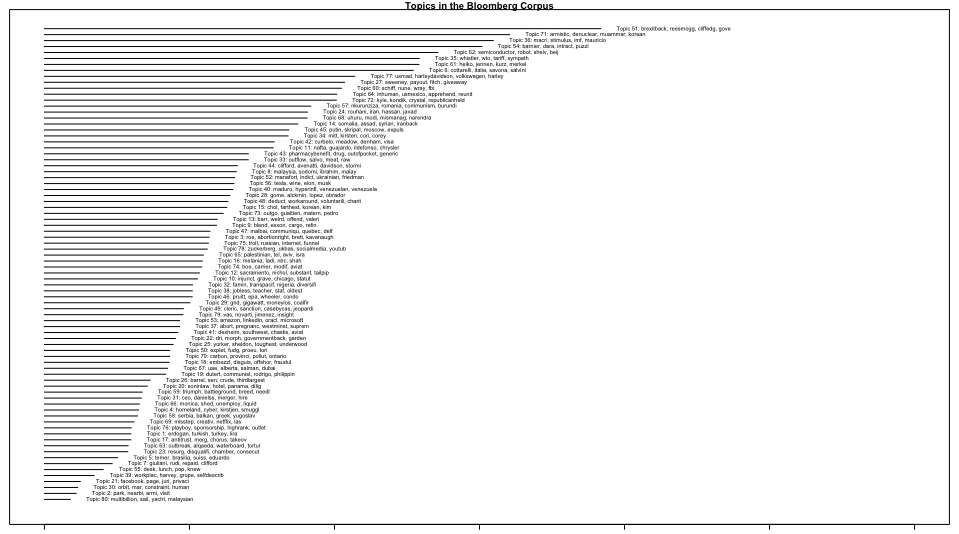 Topics in the Bloomberg Corpus
Topic 51: brexitback, reesmogg, cliffedg, gove
Topic 71: armistic, denuclear, muammar, korean
Topic 36: macri, stimulus, imf, mauricio
Topic 54: barnier, dara, intract, puzzl
Topic 62: semiconductor, robot, shelv, beij
Topic 35: whistler, wto, tariff, sympath
Topic 61: heiko, jennen, kurz, merkel
Topic 6: cottarelli, italia, savona, salvini
Topic 77: usmad, harleydavidson, volkswagen, harley
Topic 27: sweeney, payout, fitch, giveaway
Topic 60: schiff, nune, wray, fbi
Topic 64: inhuman, usmexico, apprehend, reunit
Topic 72: kyle, kondik, crystal, republicanheld
Topic 57: nkurunziza, romania, communism, burundi
Topic 24: rouhani, iran, hassan, javad
Topic 68: uhuru, modi, mismanag, narendra
Topic 14: somalia, assad, syrian, iranback
Topic 45: putin, skripal, moscow, expuls
Topic 34: mitt, kirsten, cori, corey
Topic 42: curbelo, meadow, denham, visa
Topic 11: nafta, guajardo, ildefonso, chrysler
Topic 43: pharmacybenefit, drug, outofpocket, generic
Topic 33: outflow, salvo, meat, raw
Topic 44: clifford, avenatti, davidson, stormi
Topic 8: malaysia, sodomi, ibrahim, malay
Topic 52: manafort, indict, ukrainian, friedman
Topic 56: tesla, wine, elon, musk
Topic 40: maduro, hyperinfl, venezuelan, venezuela
Topic 28: gome, alckmin, lopez, obrador
Topic 48: deduct, workaround, voluntarili, charit
Topic 15: chol, farthest, korean, kim
Topic 73: outgo, gualtieri, matern, pedro
Topic 13: barr, weird, offend, valeri
Topic 9: blend, exxon, cargo, refin
Topic 47: malbai, communiqu, quebec, delf
Topic 3: roe, abortionright, brett, kavanaugh
Topic 75: troll, russian, internet, funnel
Topic 78: zuckerberg, ukbas, socialmedia, youtub
Topic 65: palestinian, tel, aviv, isra
Topic 16: melania, ladi, nbc, shah
Topic 74: boe, carrier, modif, aviat
Topic 12: sacramento, nichol, substant, tailpip
Topic 10: injunct, grave, chicago, statut
Topic 32: famin, transpacif, nigeria, diversifi
Topic 38: jobless, teacher, staf, oldest
Topic 46: pruitt, epa, wheeler, condo
Topic 29: grid, gigawatt, moneylos, coalfir
Topic 49: cleric, sanction, casebycas, jeopardi
Topic 79: vas, novarti, jimenez, insight
Topic 53: amazon, linkedin, oracl, microsoft
Topic 37: abort, pregnanc, westminst, suprem
Topic 41: dexheim, southwest, chastis, aviat
Topic 22: dri, morph, governmentback, garden
Topic 25: yorker, sheldon, toughest, underwood
Topic 50: explet, fudg, proeu, tori
Topic 70: carbon, provinci, pollut, ontario
Topic 18: embezzl, disguis, offshor, fraudul
Topic 67: uae, alberta, salman, dubai
Topic 19: dutert, communist, rodrigo, philippin
Topic 26: barrel, sen, crude, thirdlargest
Topic 20: soninlaw, hotel, panama, dilig
Topic 59: triumph, battleground, breed, needl
Topic 31: ceo, danielss, merger, hire
Topic 66: monica, shed, unemploy, liquid
Topic 4: homeland, cyber, kirstjen, smuggl
Topic 58: serbia, balkan, greek, yugoslav
Topic 69: misstep, creativ, netflix, las
Topic 76: playboy, sponsorship, highrank, outlet
Topic 1: erdogan, turkish, turkey, lira
Topic 17: antitrust, merg, chorus, takeov
Topic 63: outbreak, alqaeda, waterboard, tortur
Topic 23: resurg, disqualifi, chamber, consecut
Topic 5: temer, brasilia, suiss, eduardo
Topic 7: giuliani, rudi, repaid, clifford
Topic 55: desk, lunch, pop, knew
Topic 39: workplac, harvey, grope, selfdescrib
Topic 21: facebook, page, juri, privaci
Topic 30: orbit, mar, constraint, human
Topic 2: park, nearbi, armi, visit
Topic 80: multibillion, sail, yacht, malaysian